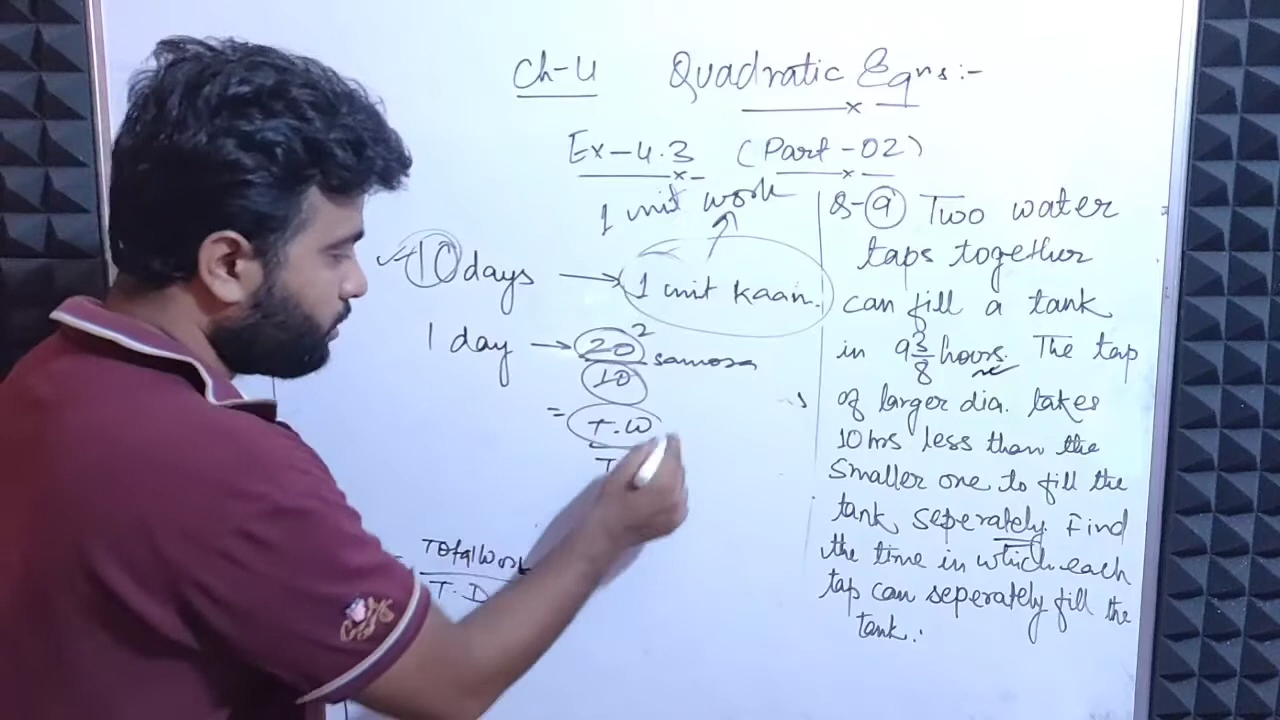 Ch-4 Quadratic Eqns:-
Ex-4.3 (Part-02)
1 unit work
10 days → 1 unit kaam.
1 day → 20 2
samosa
10
= T.W
T
Total Work
T.D
Q-9 Two water
taps together
can fill a tank
in 9 3/8 hours. The tap
of larger dia. takes
10 hrs less than the
smaller one to fill the
tank seperately. Find
the time in which each
tap can seperately fill the
tank.